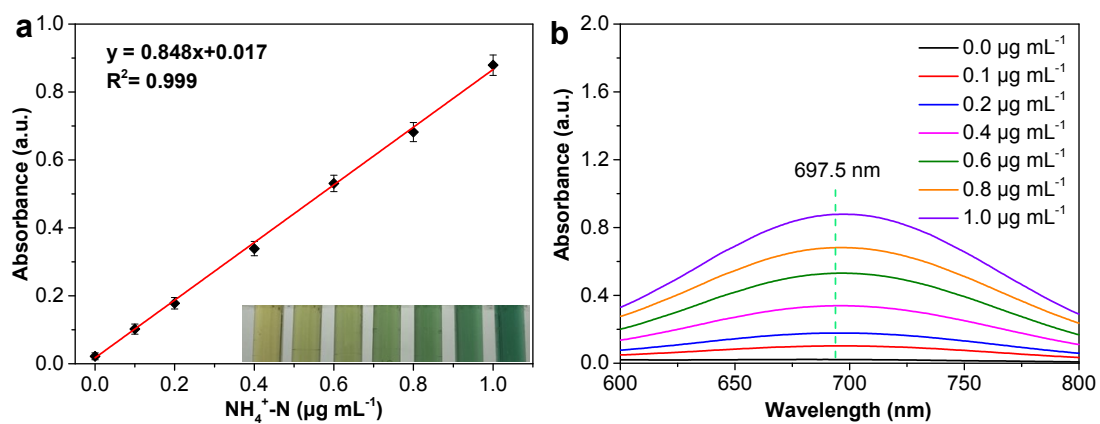 a
y = 0.848x+0.017
R²= 0.999
Absorbance (a.u.)
1.0
0.8
0.6
0.4
0.2
0.0
0.0 0.2 0.4 0.6 0.8 1.0
NH₄⁺-N (µg mL⁻¹)
b
Absorbance (a.u.)
2.0
1.6
1.2
0.8
0.4
0.0
697.5 nm
0.0 µg mL⁻¹
0.1 µg mL⁻¹
0.2 µg mL⁻¹
0.4 µg mL⁻¹
0.6 µg mL⁻¹
0.8 µg mL⁻¹
1.0 µg mL⁻¹
600 650 700 750 800
Wavelength (nm)